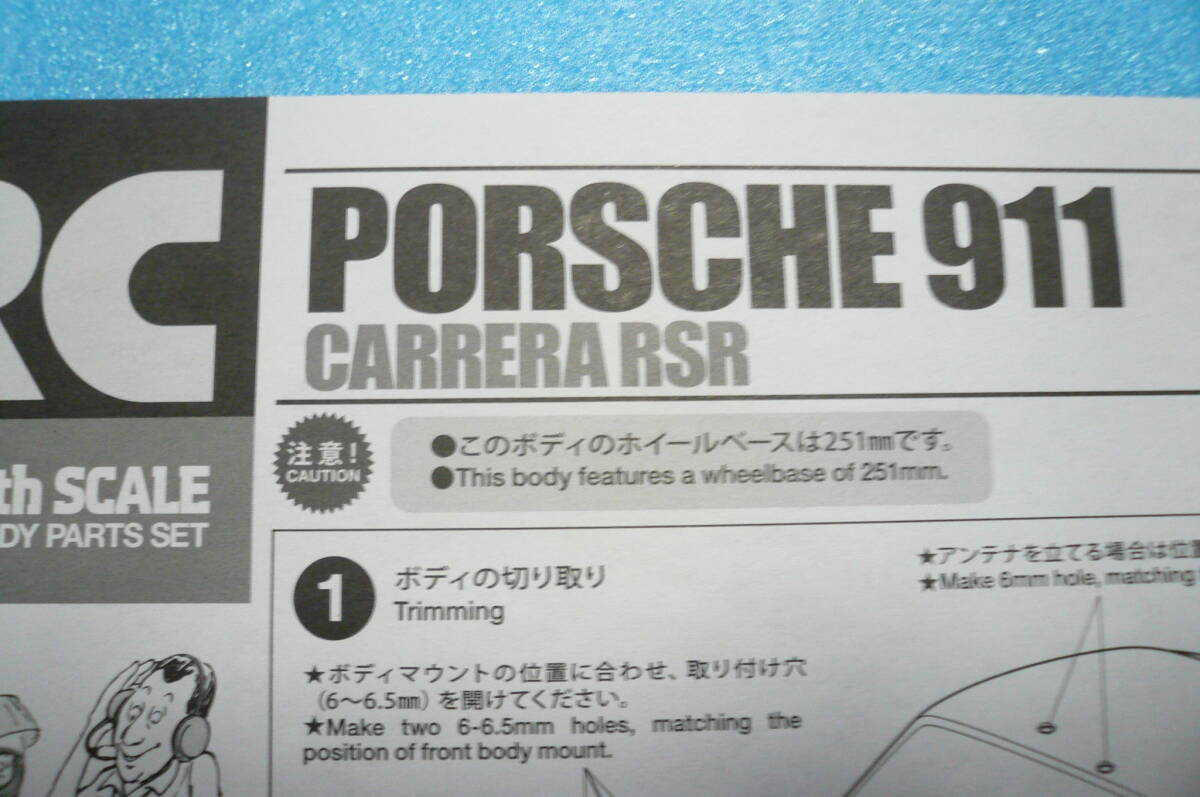 RC
th SCALE
DY PARTS SET
PORSCHE 911
CARRERA RSR
注意!
CAUTION
●このボディのホイールベースは251mmです。
●This body features a wheelbase of 251mm.
1
ボディの切り取り
Trimming
★ボディマウントの位置に合わせ、取り付け穴
(6〜6.5mm)を開けてください。
★Make two 6-6.5mm holes, matching the
position of front body mount.
★アンテナを立てる場合は位置
★Make 6mm hole, matching